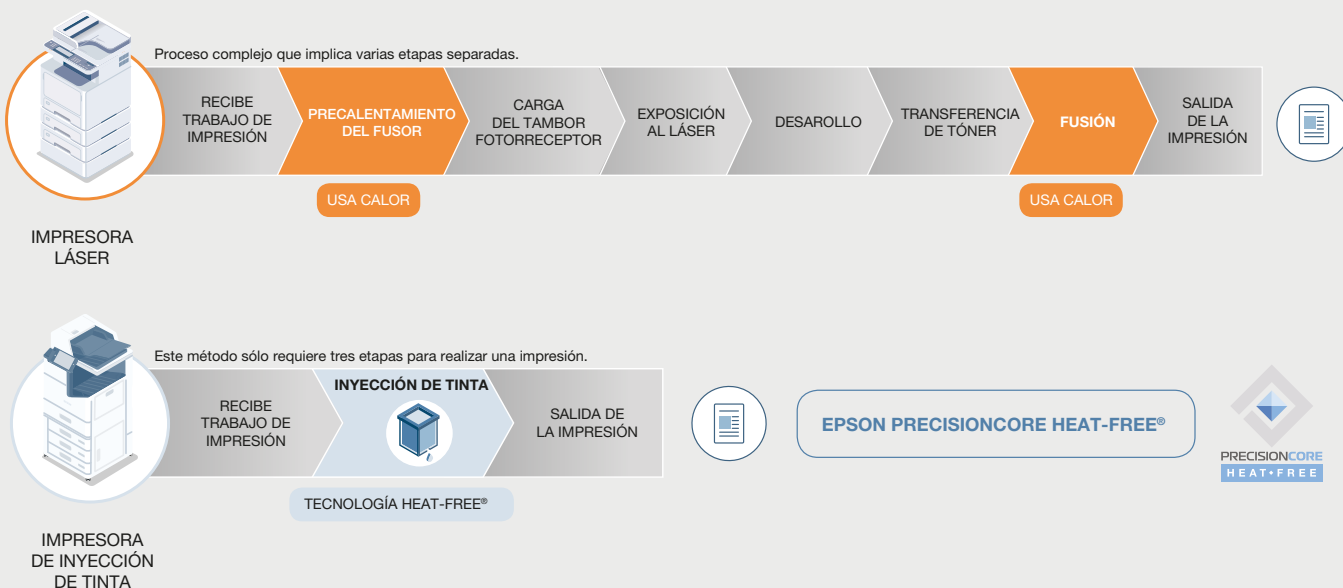 Proceso complejo que implica varias etapas separadas.
RECIBE
TRABAJO DE
IMPRESIÓN
PRECALENTAMIENTO
DEL FUSOR
CARGA
DEL TAMBOR
FOTORRECEPTOR
EXPOSICIÓN
AL LÁSER
DESAROLLO
TRANSFERENCIA
DE TÓNER
FUSIÓN
SALIDA
DE LA
IMPRESIÓN
USA CALOR
USA CALOR
IMPRESORA
LÁSER
Este método sólo requiere tres etapas para realizar una impresión.
RECIBE
TRABAJO DE
IMPRESIÓN
INYECCIÓN DE TINTA
SALIDA DE
LA IMPRESIÓN
TECNOLOGÍA HEAT-FREE®
EPSON PRECISIONCORE HEAT-FREE®
PRECISIONCORE
HEAT•FREE
IMPRESORA
DE INYECCIÓN
DE TINTA